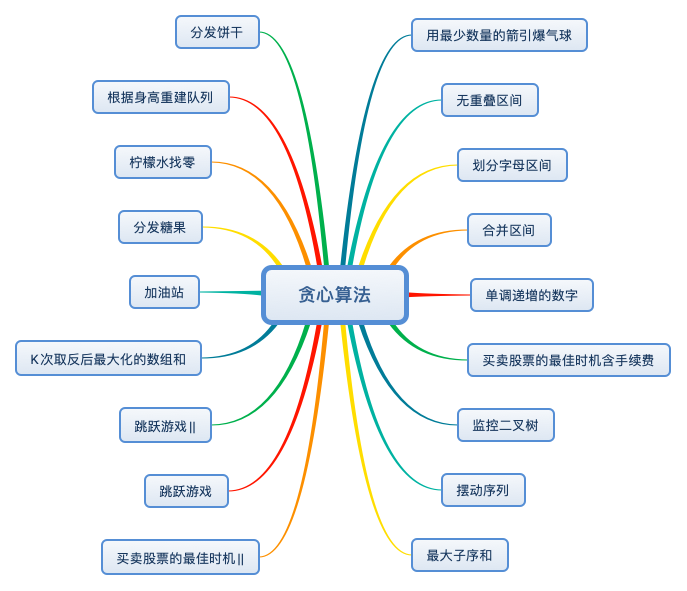 分发饼干
根据身高重建队列
柠檬水找零
分发糖果
加油站
K次取反后最大化的数组和
跳跃游戏||
跳跃游戏
买卖股票的最佳时机||
贪心算法
用最少数量的箭引爆气球
无重叠区间
划分字母区间
合并区间
单调递增的数字
买卖股票的最佳时机含手续费
监控二叉树
摆动序列
最大子序和